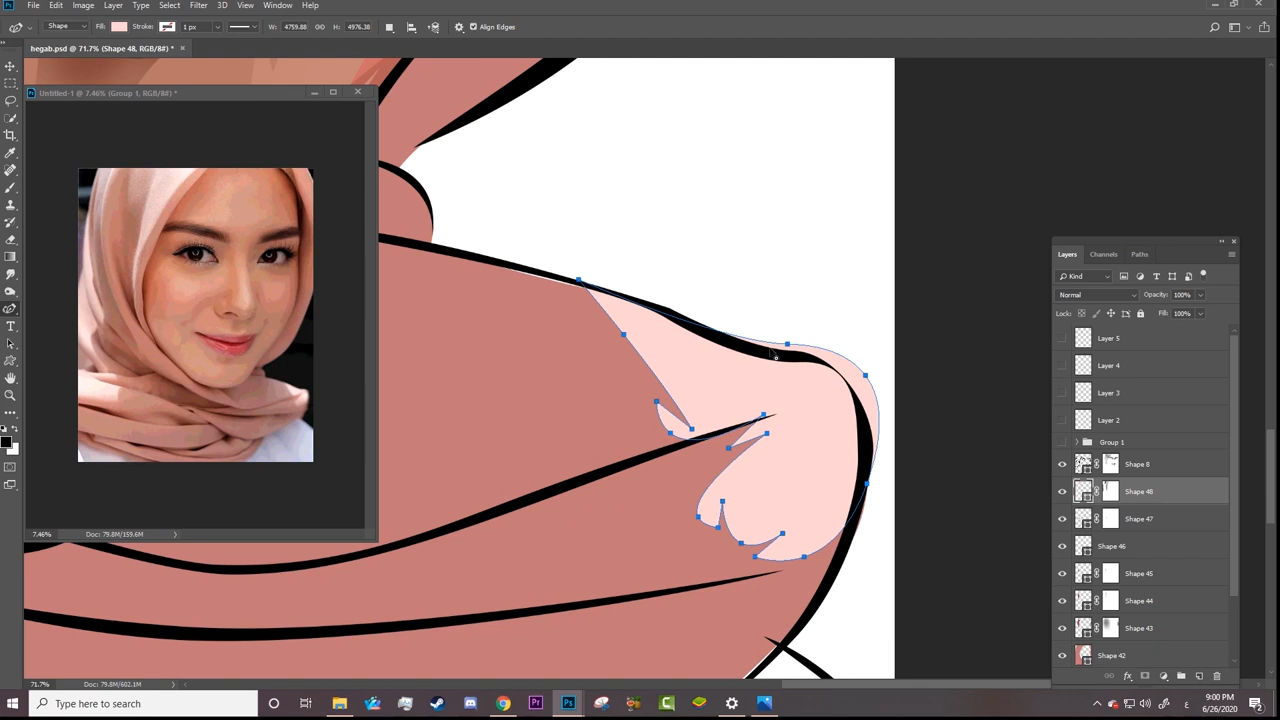 File Edit Image Layer Type Select Filter 3D View Window Help
Shape Fill: Stroke: 1 px W: 4759.88 H: 4976.38 Align Edges
hegab.psd @ 71.7% (Shape 48, RGB/8#) * ×
Untitled-1 @ 7.46% (Group 1, RGB/8#) *
7.46% Doc: 79.8M/159.6M
Layers Channels Paths
Kind
Normal Opacity: 100%
Lock: Fill: 100%
Layer 5
Layer 4
Layer 3
Layer 2
Group 1
Shape 8
Shape 48
Shape 47
Shape 46
Shape 45
Shape 44
Shape 43
Shape 42
71.7% Doc: 79.8M/602.1M
Type here to search
Pr Ps
ع
9:00 PM
6/26/2020